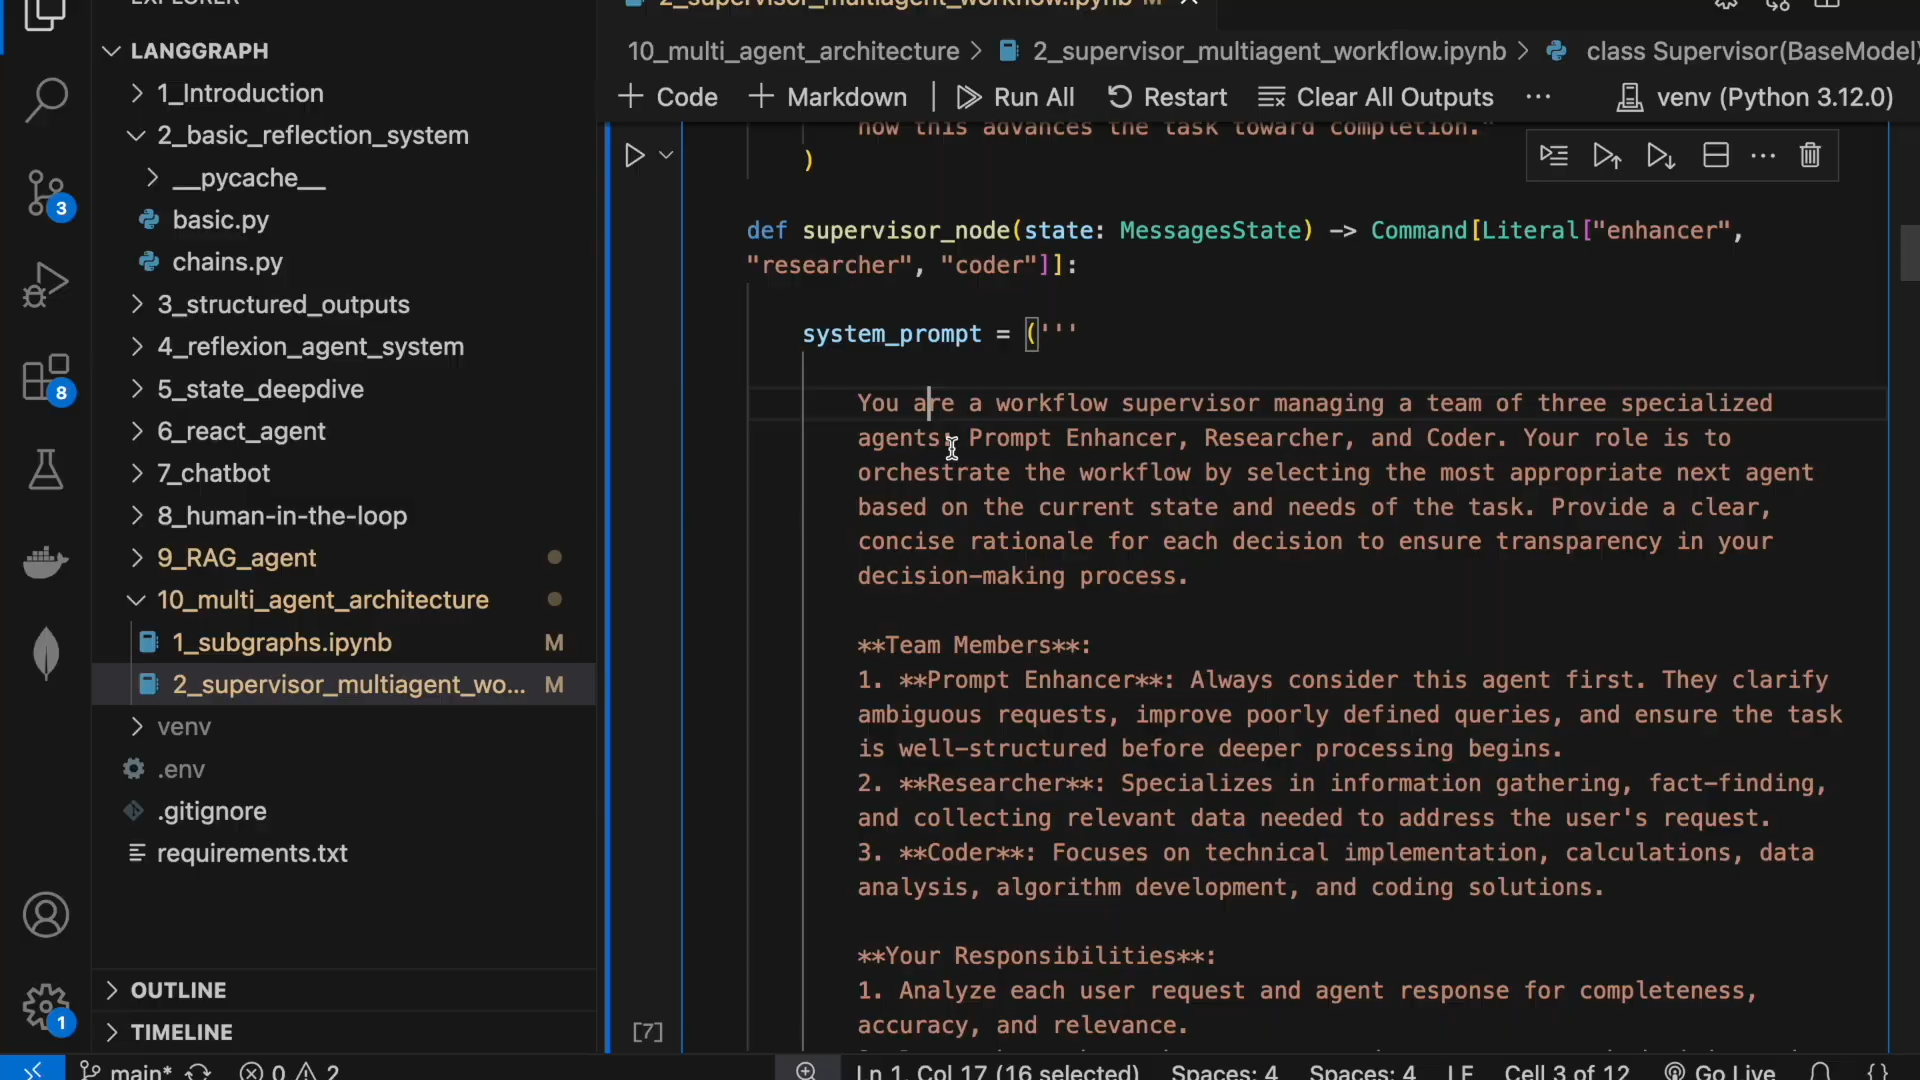 EXPLORER
LANGGRAPH
1_Introduction
2_basic_reflection_system
__pycache__
basic.py
chains.py
3_structured_outputs
4_reflexion_agent_system
5_state_deepdive
6_react_agent
7_chatbot
8_human-in-the-loop
9_RAG_agent
10_multi_agent_architecture
1_subgraphs.ipynb M
2_supervisor_multiagent_wo... M
venv
.env
.gitignore
requirements.txt
OUTLINE
TIMELINE
3
8
1
2_supervisor_multiagent_workflow.ipynb M
10_multi_agent_architecture > 2_supervisor_multiagent_workflow.ipynb > class Supervisor(BaseModel)
+ Code + Markdown | Run All Restart Clear All Outputs ... venv (Python 3.12.0)
how this advances the task toward completion."
)
def supervisor_node(state: MessagesState) -> Command[Literal["enhancer",
"researcher", "coder"]]:
system_prompt = ('''
You are a workflow supervisor managing a team of three specialized
agents: Prompt Enhancer, Researcher, and Coder. Your role is to
orchestrate the workflow by selecting the most appropriate next agent
based on the current state and needs of the task. Provide a clear,
concise rationale for each decision to ensure transparency in your
decision-making process.
**Team Members**:
1. **Prompt Enhancer**: Always consider this agent first. They clarify
ambiguous requests, improve poorly defined queries, and ensure the task
is well-structured before deeper processing begins.
2. **Researcher**: Specializes in information gathering, fact-finding,
and collecting relevant data needed to address the user's request.
3. **Coder**: Focuses on technical implementation, calculations, data
analysis, algorithm development, and coding solutions.
**Your Responsibilities**:
1. Analyze each user request and agent response for completeness,
accuracy, and relevance.
[7]
main* 0 2 Ln 1, Col 17 (16 selected) Spaces: 4 Spaces: 4 LF Cell 3 of 12 Go Live {}